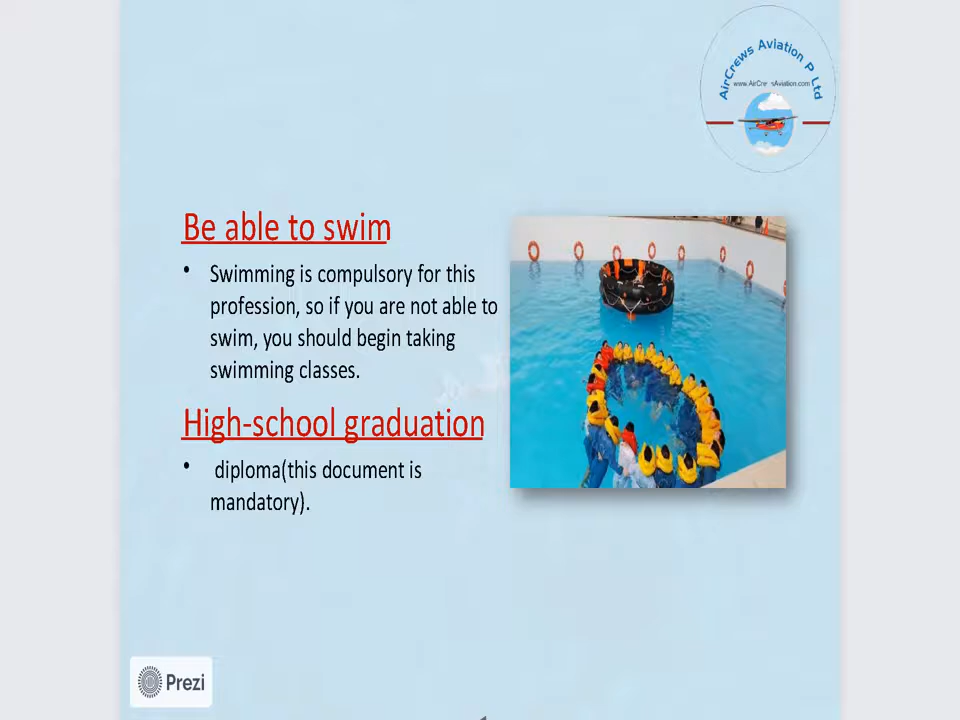 AirCrews Aviation P Ltd
Be able to swim
• Swimming is compulsory for this
profession, so if you are not able to
swim, you should begin taking
swimming classes.
High-school graduation
• diploma(this document is
mandatory).
Prezi